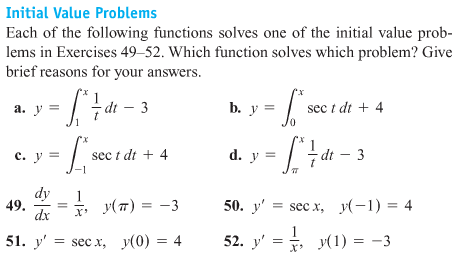 Initial Value Problems
Each of the following functions solves one of the initial value prob-
lems in Exercises 49–52. Which function solves which problem? Give
brief reasons for your answers.
a. y = ∫₁ˣ 1/t dt − 3    b. y = ∫₀ˣ sec t dt + 4
c. y = ∫₋₁ˣ sec t dt + 4    d. y = ∫_π^x 1/t dt − 3
49. dy/dx = 1/x, y(π) = −3    50. y′ = sec x, y(−1) = 4
51. y′ = sec x, y(0) = 4    52. y′ = 1/x, y(1) = −3